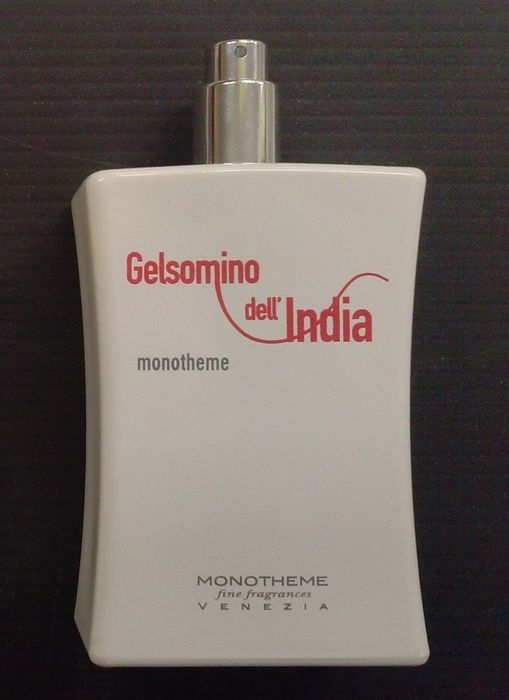 Gelsomino
dell'India
monotheme
MONOTHEME
fine fragrances
VENEZIA